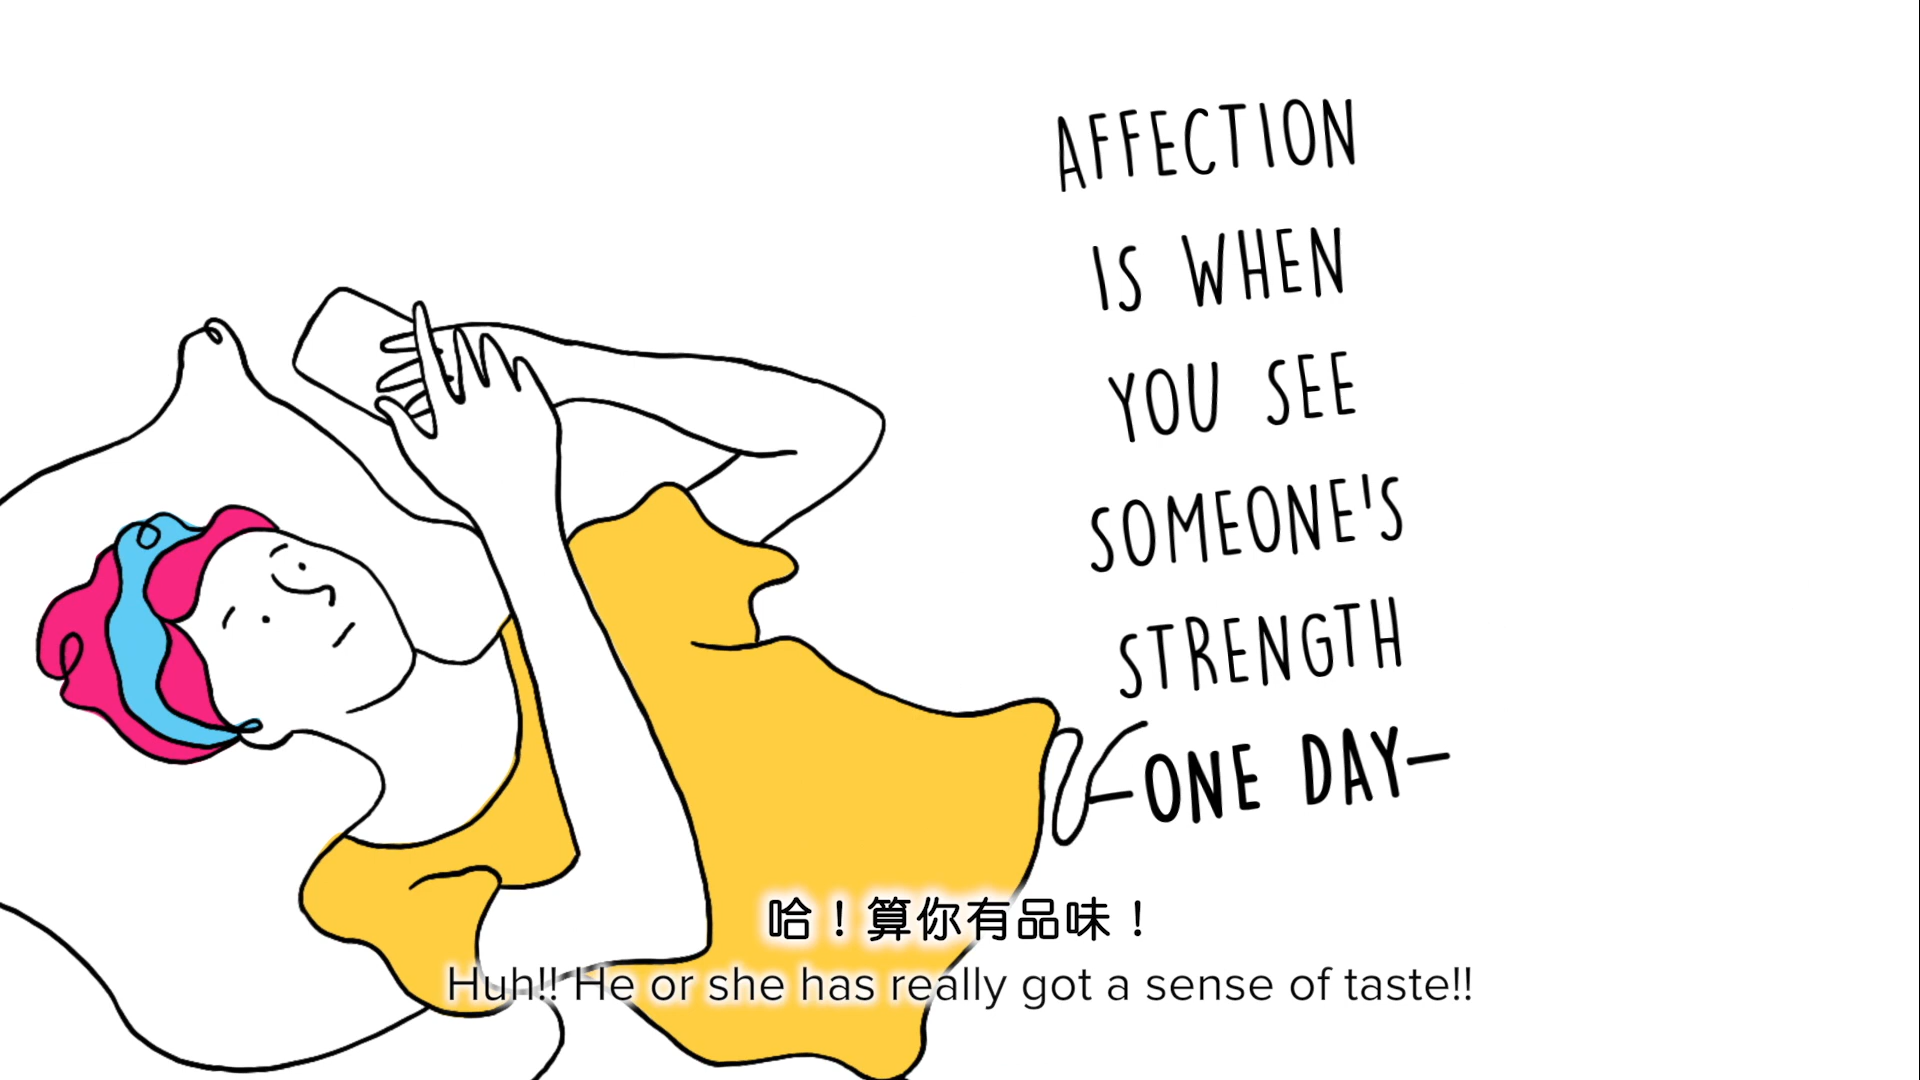 AFFECTION
IS WHEN
YOU SEE
SOMEONE'S
STRENGTH
—ONE DAY—
哈！算你有品味！
Huh!! He or she has really got a sense of taste!!